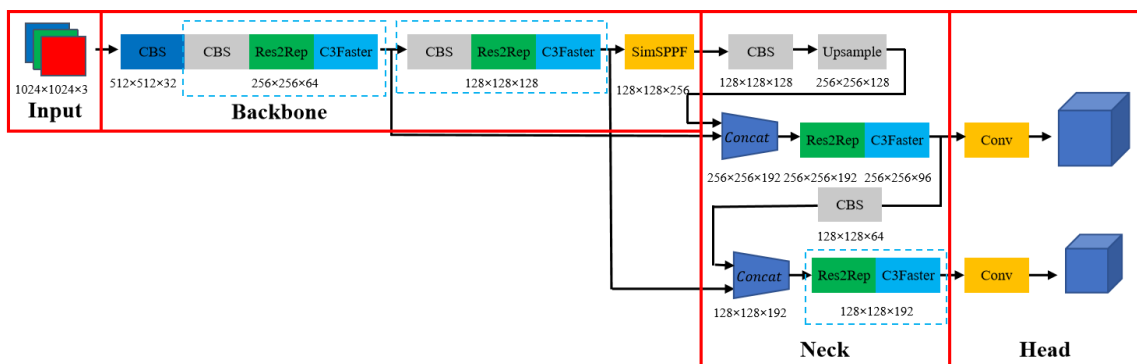 CBS CBS Res2Rep C3Faster CBS Res2Rep C3Faster SimSPPF CBS Upsample
1024×1024×3 512×512×32 256×256×64 128×128×128 128×128×256 128×128×128 256×256×128
Input Backbone
Concat Res2Rep C3Faster Conv
256×256×192 256×256×192 256×256×96
CBS
128×128×64
Concat Res2Rep C3Faster Conv
128×128×192 128×128×192
Neck Head